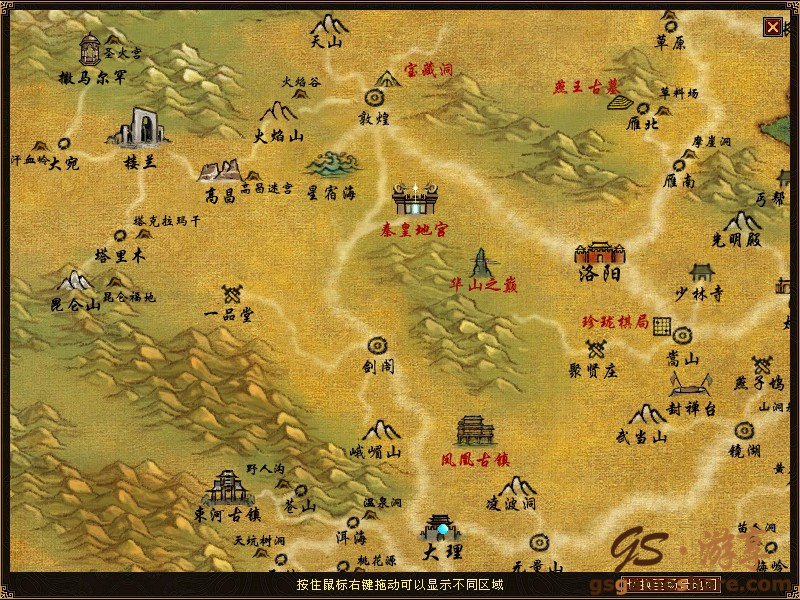 天山
草原
圣火宫
撒马尔罕
宝藏洞
火焰谷
燕王古墓
草料场
敦煌
雁北
火焰山
摩崖洞
汗血岭
大宛
楼兰
高昌
高昌迷宫
星宿海
雁南
丐帮
塔克拉玛干
秦皇地宫
光明殿
塔里木
洛阳
昆仑山
昆仑福地
华山之巅
少林寺
一品堂
珍珑棋局
嵩山
剑阁
聚贤庄
燕子坞
封禅台
山洞
武当山
峨嵋山
镜湖
凤凰古镇
野人沟
黄
束河古镇
苍山
温泉洞
凌波洞
洱海
大理
苗人洞
天坑树洞
桃花源
无量山
海岭
按住鼠标右键拖动可以显示不同区域
GS·游享